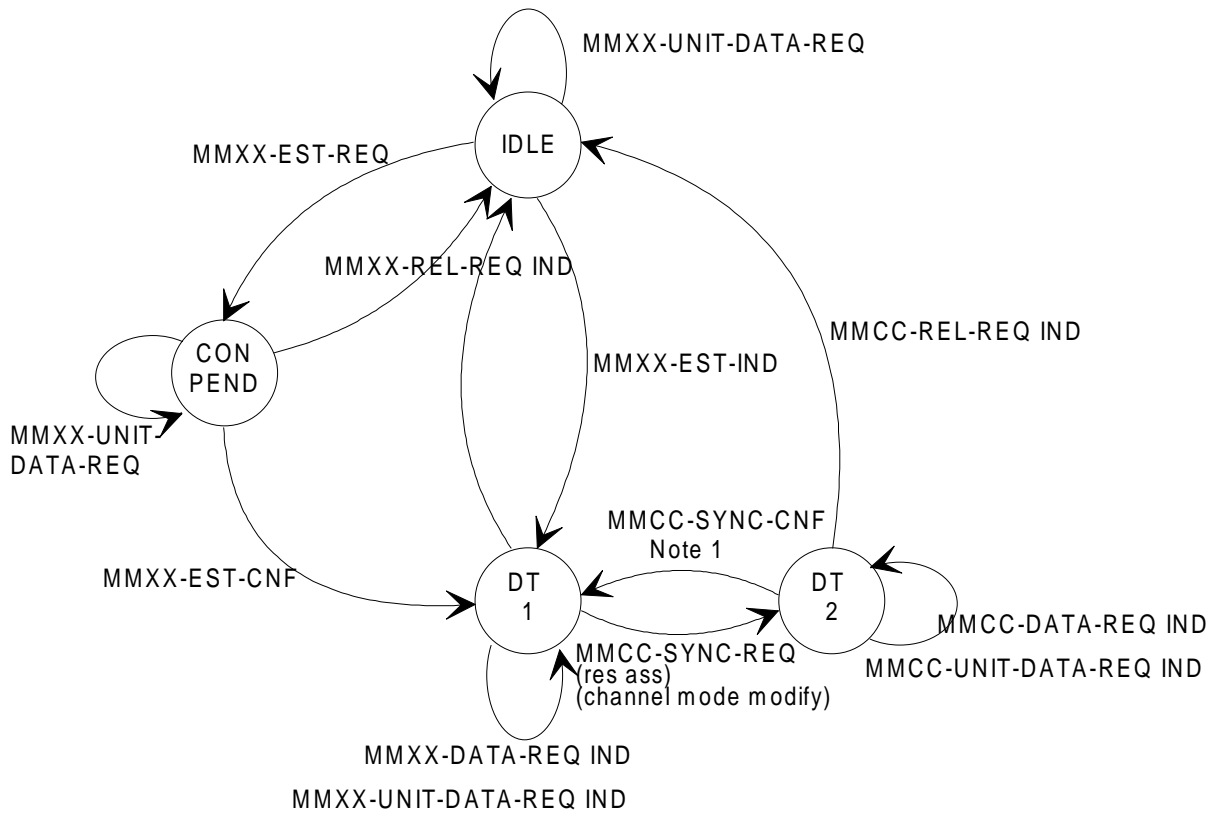 MMXX-UNIT-DATA-REQ
IDLE
MMXX-EST-REQ
MMXX-REL-REQ IND
MMCC-REL-REQ IND
CON
PEND
MMXX-EST-IND
MMXX-UNIT-
DATA-REQ
MMCC-SYNC-CNF
Note 1
MMXX-EST-CNF
DT
1
DT
2
MMCC-DATA-REQ IND
MMCC-SYNC-REQ
(res ass)
(channel mode modify)
MMCC-UNIT-DATA-REQ IND
MMXX-DATA-REQ IND
MMXX-UNIT-DATA-REQ IND